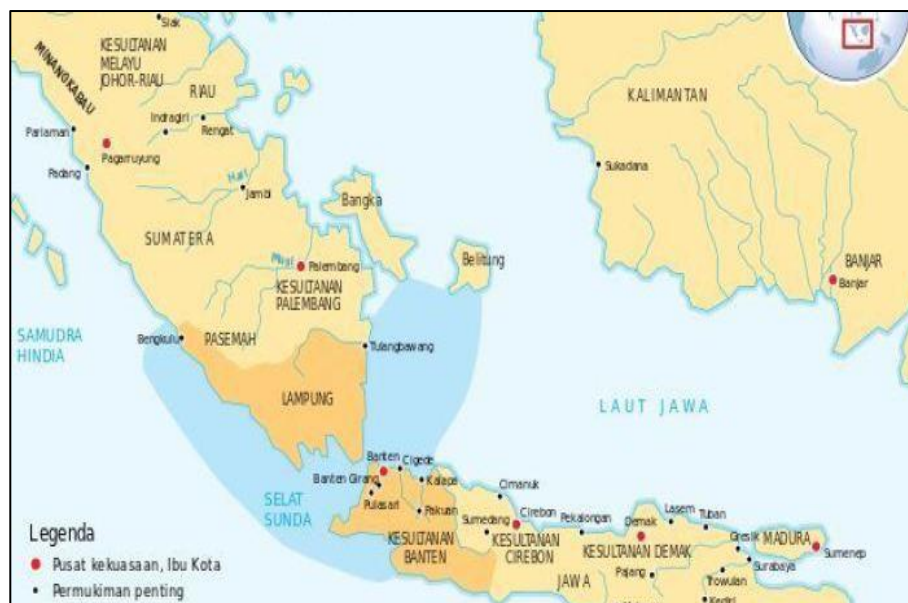 Siak
KESULTANAN
MELAYU
JOHOR-RIAU
MINANGKABAU
RIAU
KALIMANTAN
Indragiri
Rengat
Pariaman
Pagarruyung
Padang
Sukadana
Hari
Jambi
Bangka
SUMATERA
Musi
Palembang
Belitung
BANJAR
Banjar
KESULTANAN
PALEMBANG
SAMUDRA
HINDIA
Bengkulu
PASEMAH
Tulangbawang
LAMPUNG
LAUT JAWA
Banten
Cigede
Banten Girang
Kalapa
Cimanuk
SELAT
SUNDA
Pulasari
Pakuan
Sumedang
Cirebon
Pekalongan
Demak
Lasem
Tuban
KESULTANAN
BANTEN
KESULTANAN
CIREBON
KESULTANAN DEMAK
Gresik
MADURA
Sumenep
Surabaya
JAWA
Pajang
Trowulan
Kediri
Legenda
Pusat kekuasaan, Ibu Kota
Permukiman penting